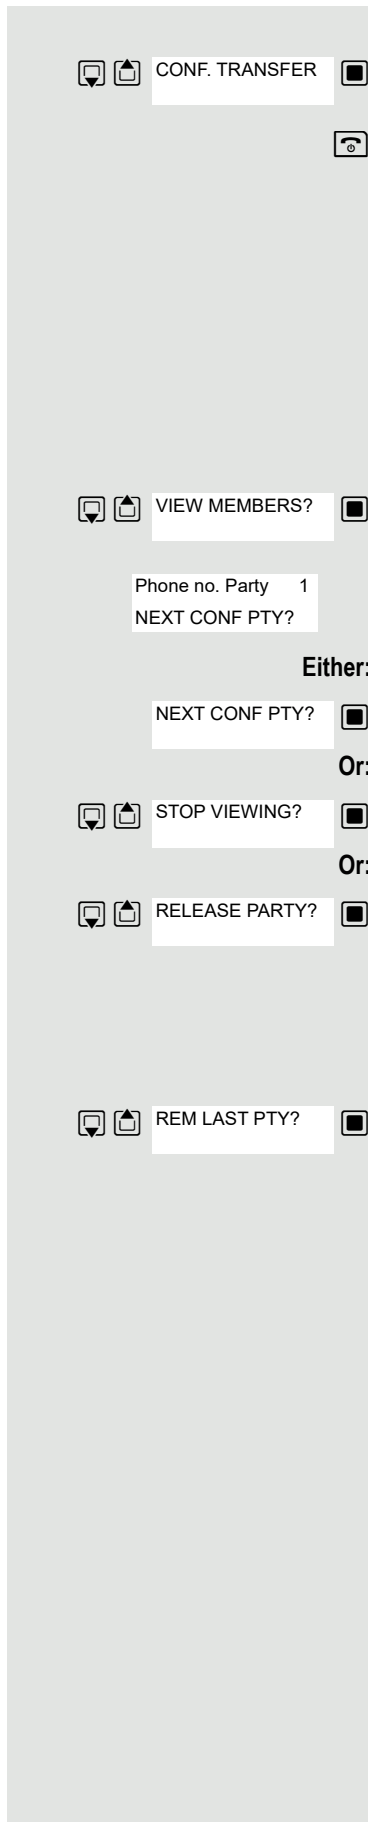 CONF. TRANSFER
VIEW MEMBERS?
Phone no. Party 1
NEXT CONF PTY?
Either:
NEXT CONF PTY?
Or:
STOP VIEWING?
Or:
RELEASE PARTY?
REM LAST PTY?